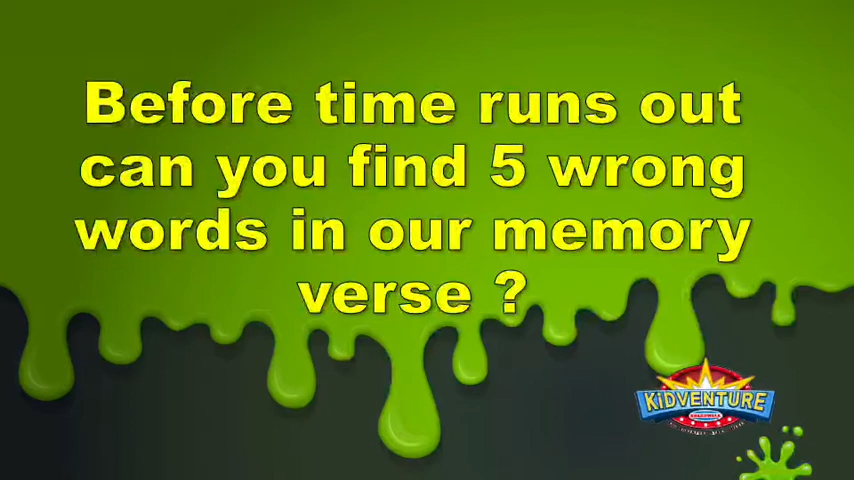 Before time runs out
can you find 5 wrong
words in our memory
verse ?
KiDVENTURE